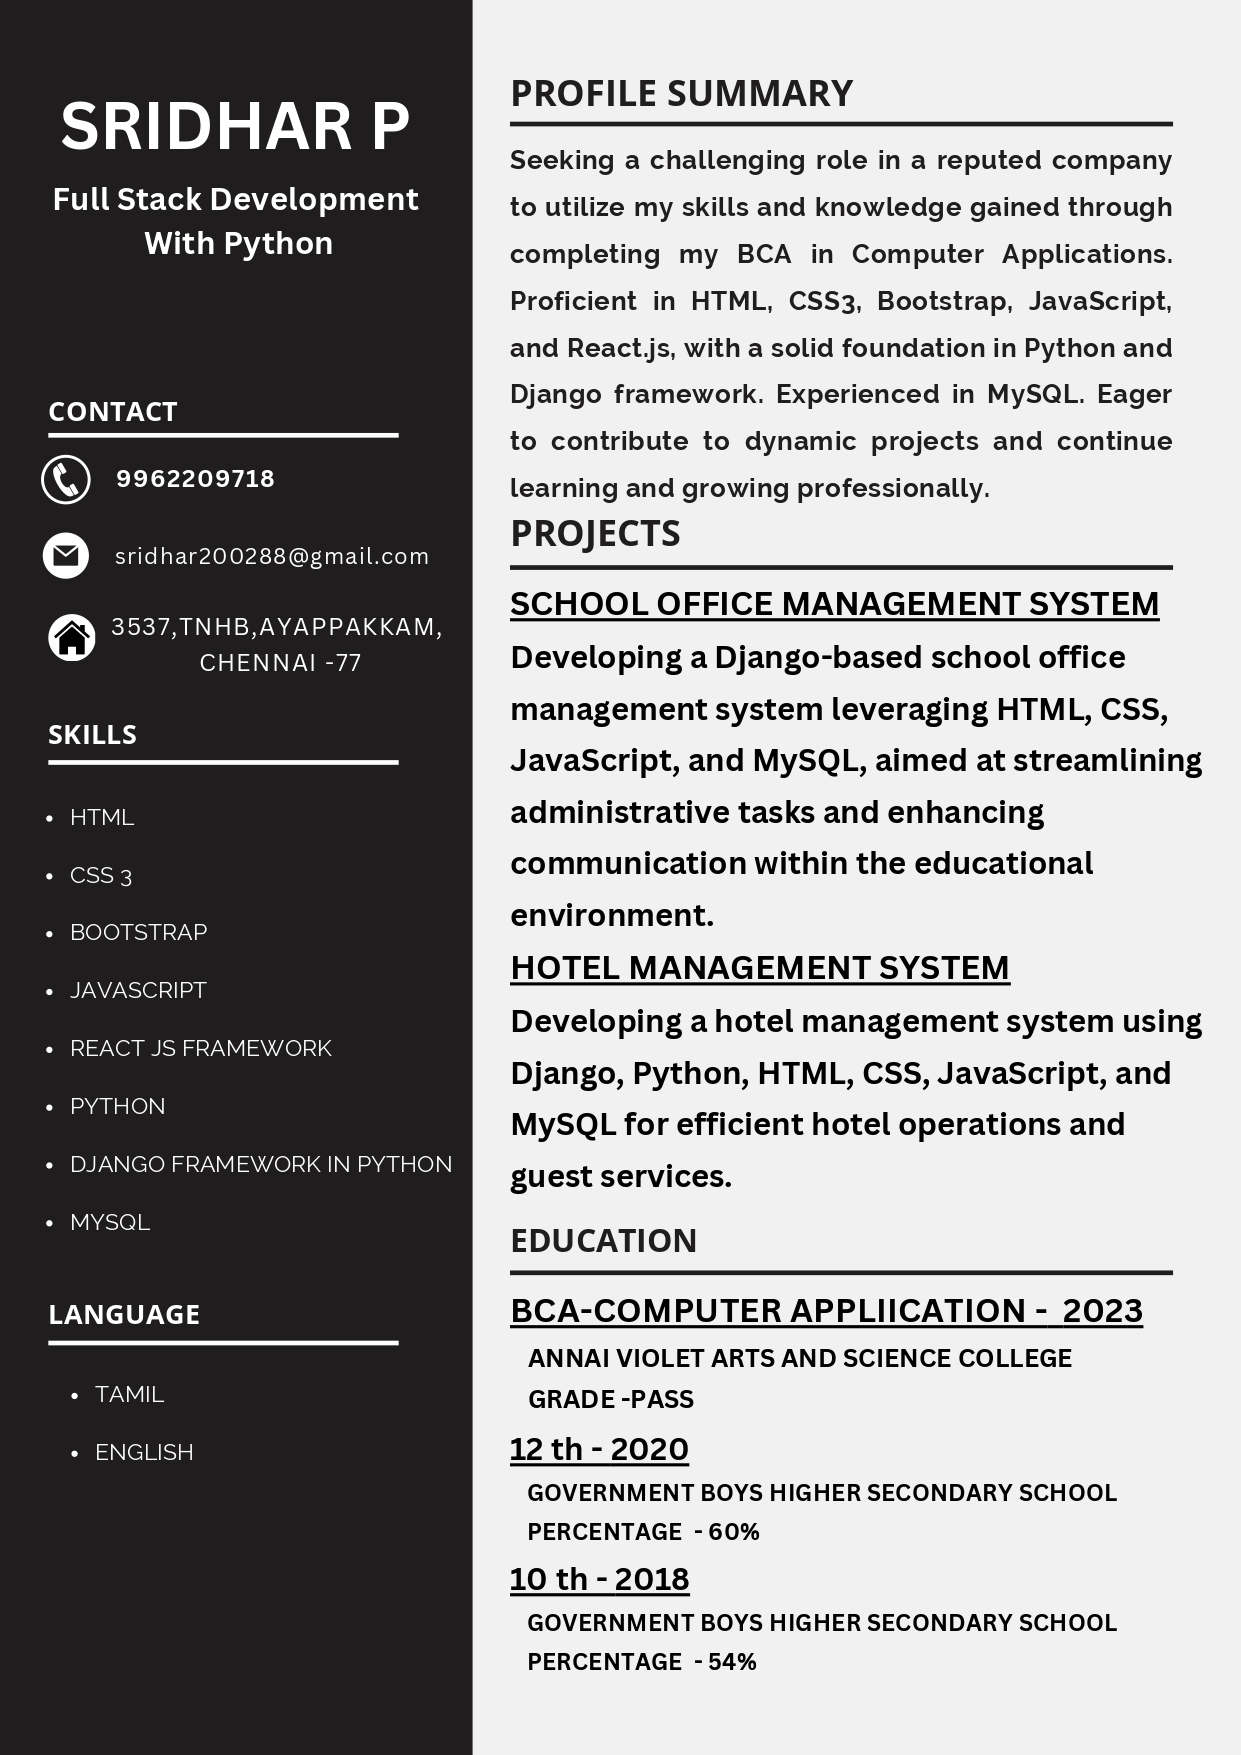 SRIDHAR P
Full Stack Development
With Python
CONTACT
9962209718
sridhar200288@gmail.com
3537,TNHB,AYAPPAKKAM,
CHENNAI -77
SKILLS
• HTML
• CSS 3
• BOOTSTRAP
• JAVASCRIPT
• REACT JS FRAMEWORK
• PYTHON
• DJANGO FRAMEWORK IN PYTHON
• MYSQL
LANGUAGE
• TAMIL
• ENGLISH
PROFILE SUMMARY
Seeking a challenging role in a reputed company
to utilize my skills and knowledge gained through
completing my BCA in Computer Applications.
Proficient in HTML, CSS3, Bootstrap, JavaScript,
and React.js, with a solid foundation in Python and
Django framework. Experienced in MySQL. Eager
to contribute to dynamic projects and continue
learning and growing professionally.
PROJECTS
SCHOOL OFFICE MANAGEMENT SYSTEM
Developing a Django-based school office
management system leveraging HTML, CSS,
JavaScript, and MySQL, aimed at streamlining
administrative tasks and enhancing
communication within the educational
environment.
HOTEL MANAGEMENT SYSTEM
Developing a hotel management system using
Django, Python, HTML, CSS, JavaScript, and
MySQL for efficient hotel operations and
guest services.
EDUCATION
BCA-COMPUTER APPLIICATION - 2023
ANNAI VIOLET ARTS AND SCIENCE COLLEGE
GRADE -PASS
12 th - 2020
GOVERNMENT BOYS HIGHER SECONDARY SCHOOL
PERCENTAGE - 60%
10 th - 2018
GOVERNMENT BOYS HIGHER SECONDARY SCHOOL
PERCENTAGE - 54%